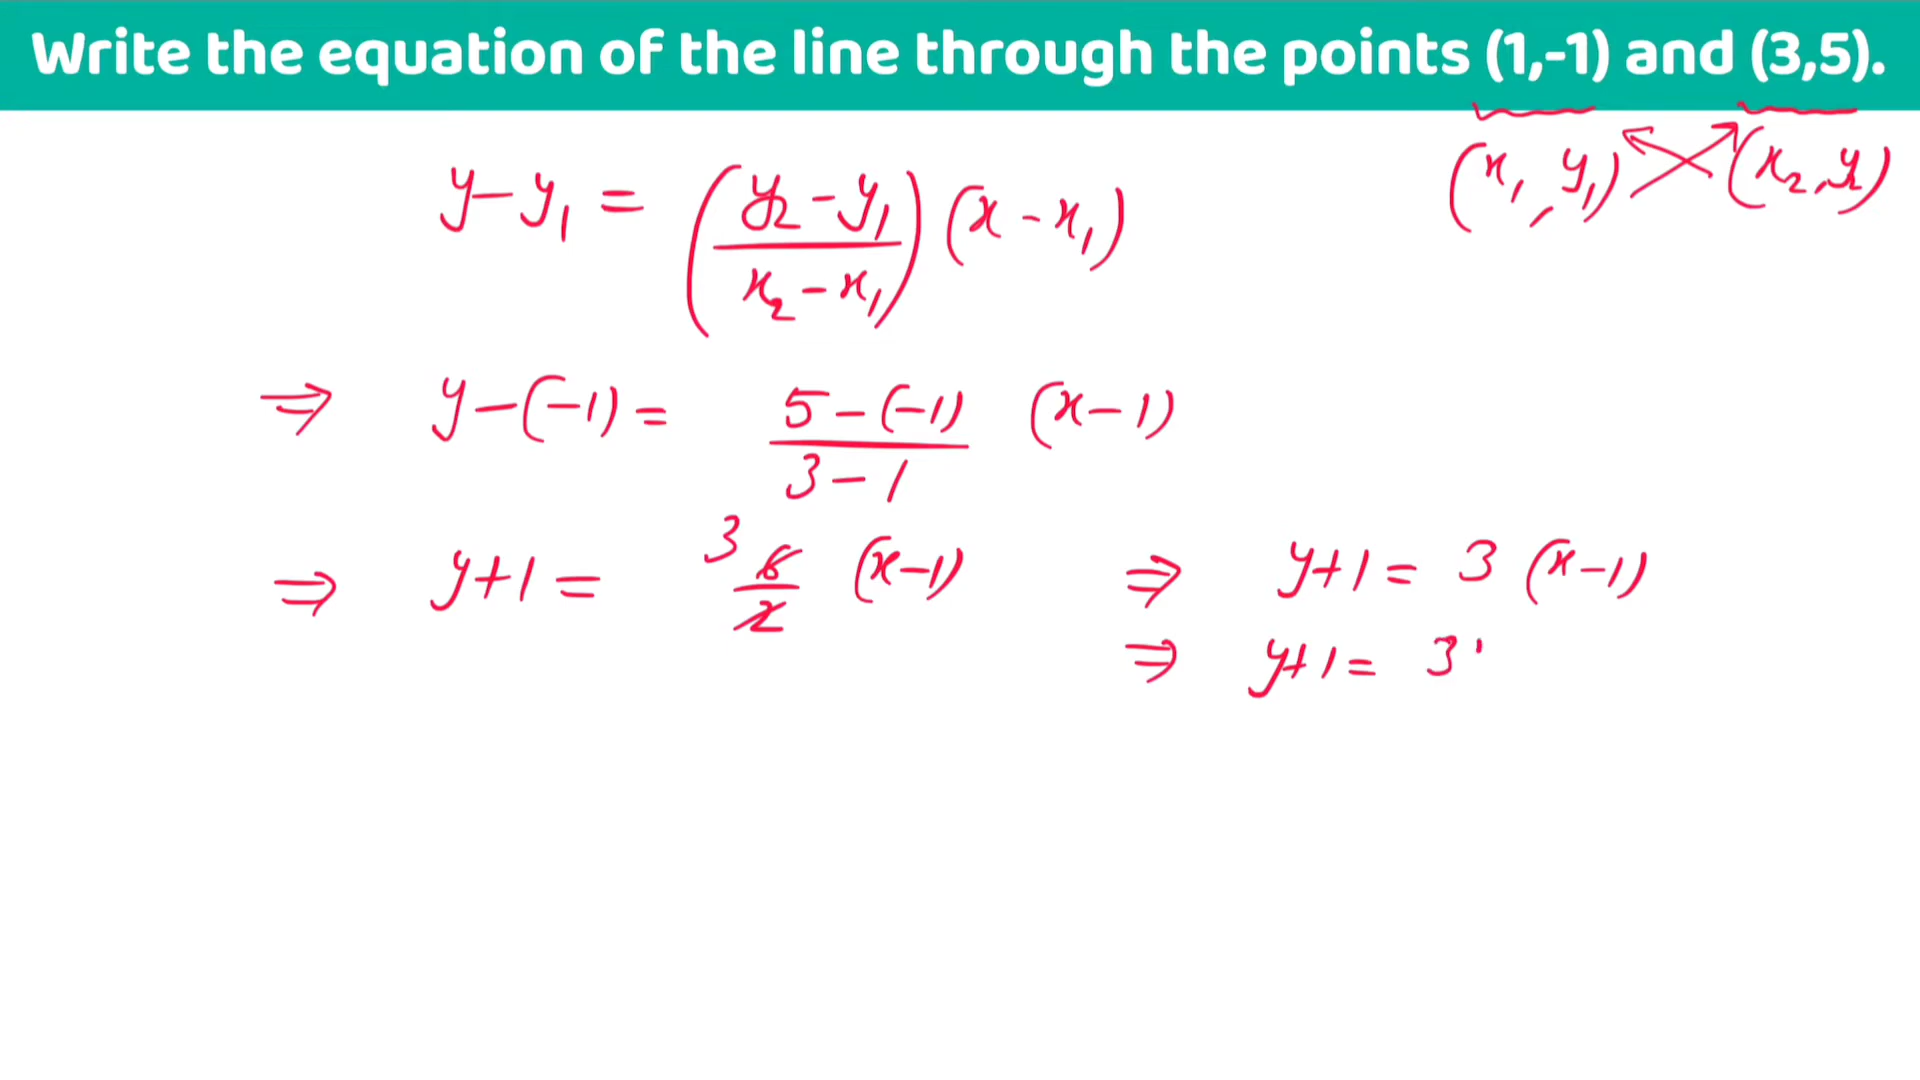 Write the equation of the line through the points (1,-1) and (3,5).
(x₁, y₁) (x₂, y₂)
y - y₁ = ((y₂ - y₁)/(x₂ - x₁)) (x - x₁)
⇒ y - (-1) = (5 - (-1))/(3 - 1) (x - 1)
⇒ y + 1 = 3 6/2 (x - 1)
⇒ y + 1 = 3 (x - 1)
⇒ y + 1 = 3